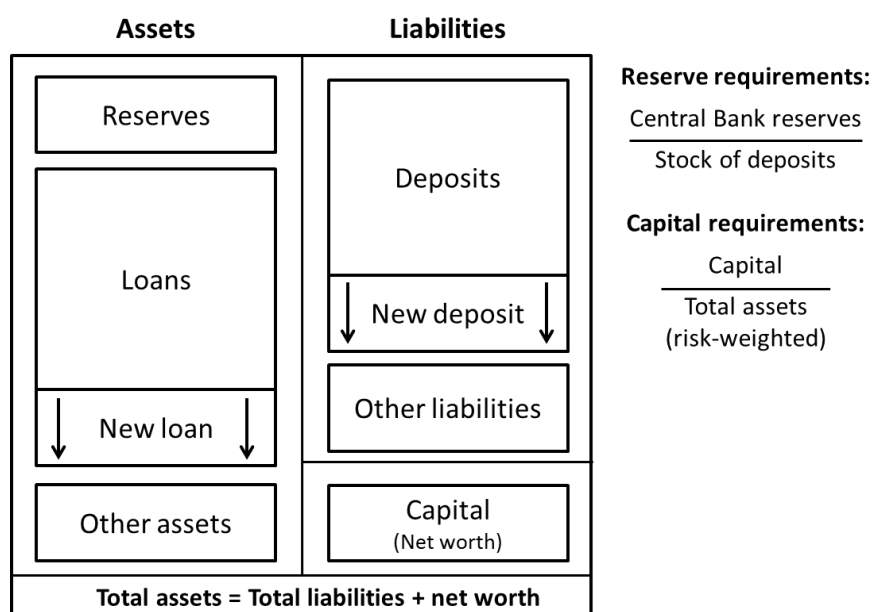 Assets
Reserves
Loans
New loan
Other assets
Liabilities
Deposits
New deposit
Other liabilities
Capital
(Net worth)
Total assets = Total liabilities + net worth
Reserve requirements:
Central Bank reserves
Stock of deposits
Capital requirements:
Capital
Total assets
(risk-weighted)